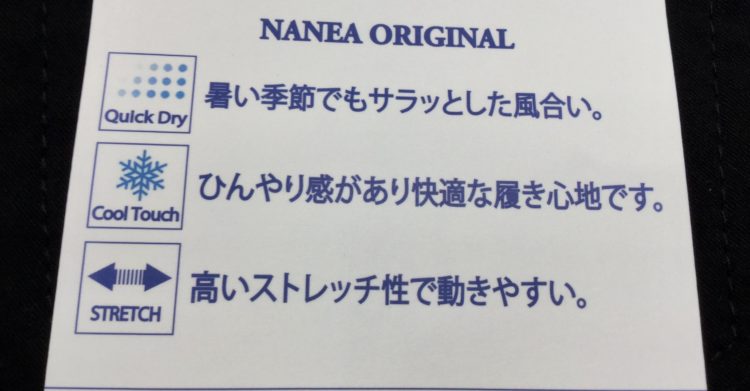 NANEA ORIGINAL
Quick Dry
暑い季節でもサラッとした風合い。
Cool Touch
ひんやり感があり快適な履き心地です。
STRETCH
高いストレッチ性で動きやすい。